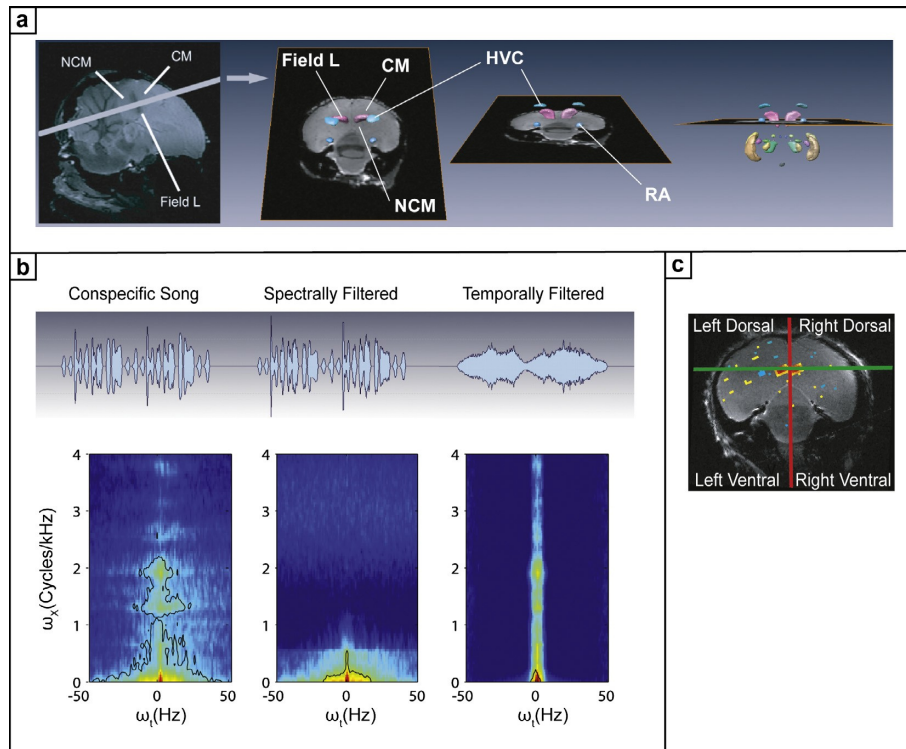 a
NCM
CM
Field L
Field L
CM
HVC
NCM
RA
b
Conspecific Song
Spectrally Filtered
Temporally Filtered
4
3
2
1
0
ωX(Cycles/kHz)
-50
0
50
ωt(Hz)
4
3
2
1
0
-50
0
50
ωt(Hz)
4
3
2
1
0
-50
0
50
ωt(Hz)
c
Left Dorsal
Right Dorsal
Left Ventral
Right Ventral